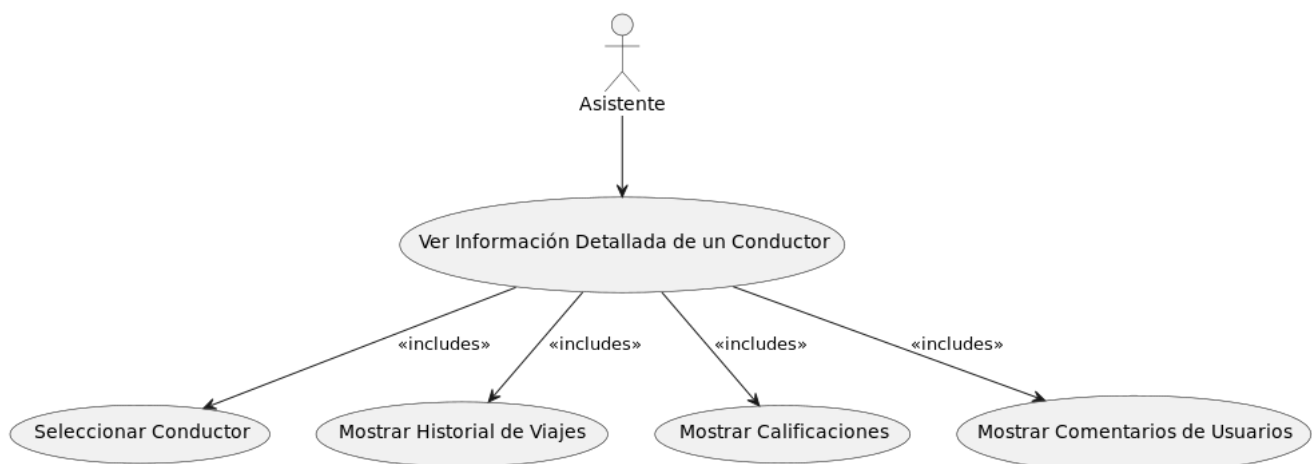 Asistente
Ver Información Detallada de un Conductor
«includes»
«includes»
«includes»
«includes»
Seleccionar Conductor
Mostrar Historial de Viajes
Mostrar Calificaciones
Mostrar Comentarios de Usuarios